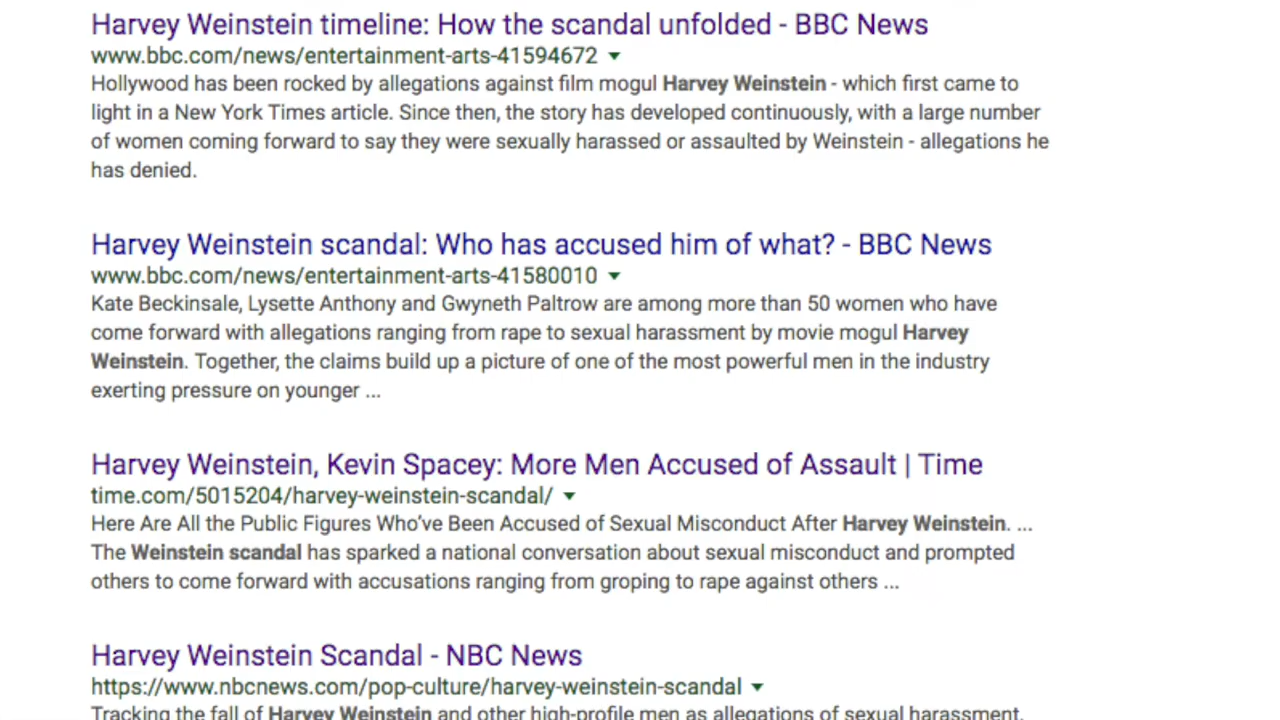 Harvey Weinstein timeline: How the scandal unfolded - BBC News
www.bbc.com/news/entertainment-arts-41594672
Hollywood has been rocked by allegations against film mogul Harvey Weinstein - which first came to
light in a New York Times article. Since then, the story has developed continuously, with a large number
of women coming forward to say they were sexually harassed or assaulted by Weinstein - allegations he
has denied.
Harvey Weinstein scandal: Who has accused him of what? - BBC News
www.bbc.com/news/entertainment-arts-41580010
Kate Beckinsale, Lysette Anthony and Gwyneth Paltrow are among more than 50 women who have
come forward with allegations ranging from rape to sexual harassment by movie mogul Harvey
Weinstein. Together, the claims build up a picture of one of the most powerful men in the industry
exerting pressure on younger ...
Harvey Weinstein, Kevin Spacey: More Men Accused of Assault | Time
time.com/5015204/harvey-weinstein-scandal/
Here Are All the Public Figures Who've Been Accused of Sexual Misconduct After Harvey Weinstein. ...
The Weinstein scandal has sparked a national conversation about sexual misconduct and prompted
others to come forward with accusations ranging from groping to rape against others ...
Harvey Weinstein Scandal - NBC News
https://www.nbcnews.com/pop-culture/harvey-weinstein-scandal
Tracking the fall of Harvey Weinstein and other high-profile men as allegations of sexual harassment,